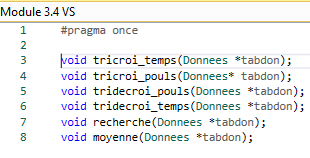 Module 3.4 VS
1 #pragma once
2
3 void tricroi_temps(Donnees *tabdon);
4 void tricroi_pouls(Donnees* tabdon);
5 void tridecroi_pouls(Donnees *tabdon);
6 void tridecroi_temps(Donnees *tabdon);
7 void recherche(Donnees *tabdon);
8 void moyenne(Donnees *tabdon);